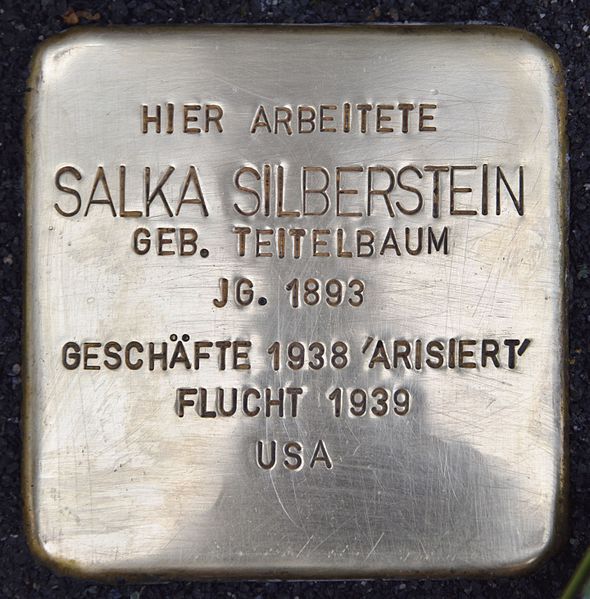 HIER ARBEITETE
SALKA SILBERSTEIN
GEB. TEITELBAUM
JG. 1893
GESCHÄFTE 1938 'ARISIERT'
FLUCHT 1939
USA